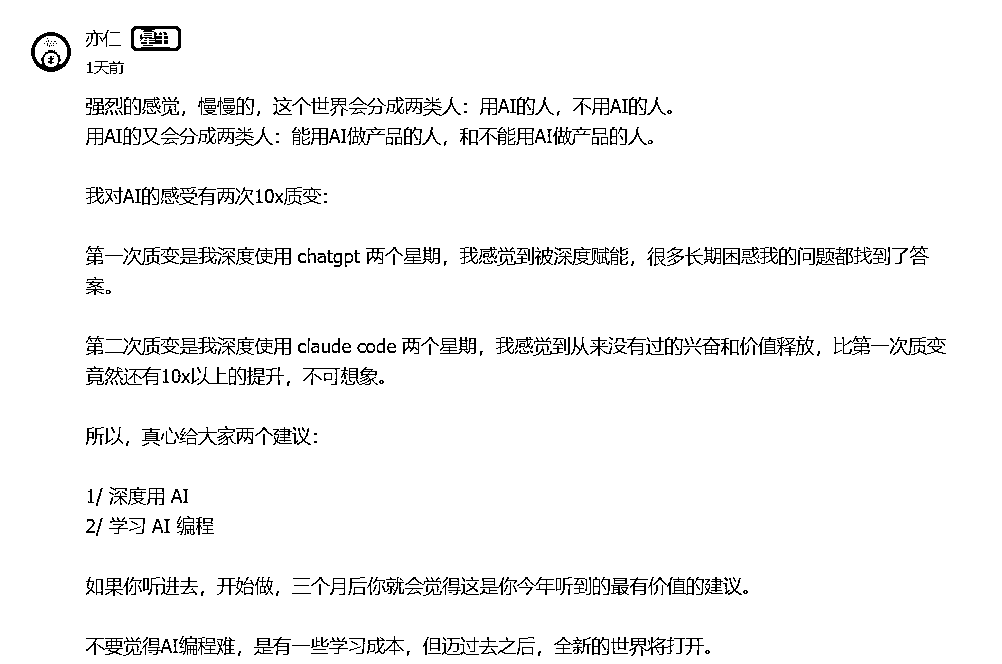 亦仁 星主
1天前
强烈的感觉，慢慢的，这个世界会分成两类人：用AI的人，不用AI的人。
用AI的又会分成两类人：能用AI做产品的人，和不能用AI做产品的人。
我对AI的感受有两次10x质变：
第一次质变是我深度使用 chatgpt 两个星期，我感觉到被深度赋能，很多长期困惑我的问题都找到了答
案。
第二次质变是我深度使用 claude code 两个星期，我感觉到从来没有过的兴奋和价值释放，比第一次质变
竟然还有10x以上的提升，不可想象。
所以，真心给大家两个建议：
1/ 深度用 AI
2/ 学习 AI 编程
如果你听进去，开始做，三个月后你就会觉得这是你今年听到的最有价值的建议。
不要觉得AI编程难，是有一些学习成本，但迈过去之后，全新的世界将打开。